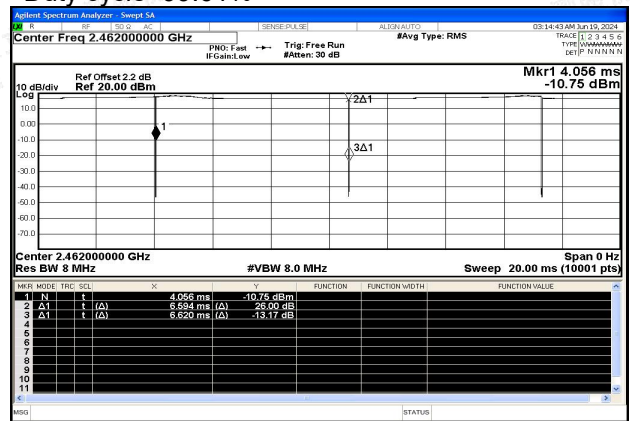 Agilent Spectrum Analyzer - Swept SA
R RF 50 Ω AC SENSE:PULSE ALIGN AUTO 03:14:43 AM Jun 19, 2024
Center Freq 2.462000000 GHz #Avg Type: RMS TRACE 1 2 3 4 5 6
PNO: Fast Trig: Free Run TYPE WWWWWW
IFGain:Low #Atten: 30 dB DET P N N N N N
Mkr1 4.056 ms
Ref Offset 2.2 dB
10 dB/div Ref 20.00 dBm -10.75 dBm
Log
10.0
0.00
-10.0
-20.0
-30.0
-40.0
-50.0
-60.0
-70.0
2Δ1
1
3Δ1
Center 2.462000000 GHz Span 0 Hz
Res BW 8 MHz #VBW 8.0 MHz Sweep 20.00 ms (10001 pts)
MKR MODE TRC SCL X Y FUNCTION FUNCTION WIDTH FUNCTION VALUE
1 N t 4.056 ms -10.75 dBm
2 Δ1 t (Δ) 6.594 ms (Δ) 26.00 dB
3 Δ1 t (Δ) 6.620 ms (Δ) -13.17 dB
4
5
6
7
8
9
10
11
MSG STATUS